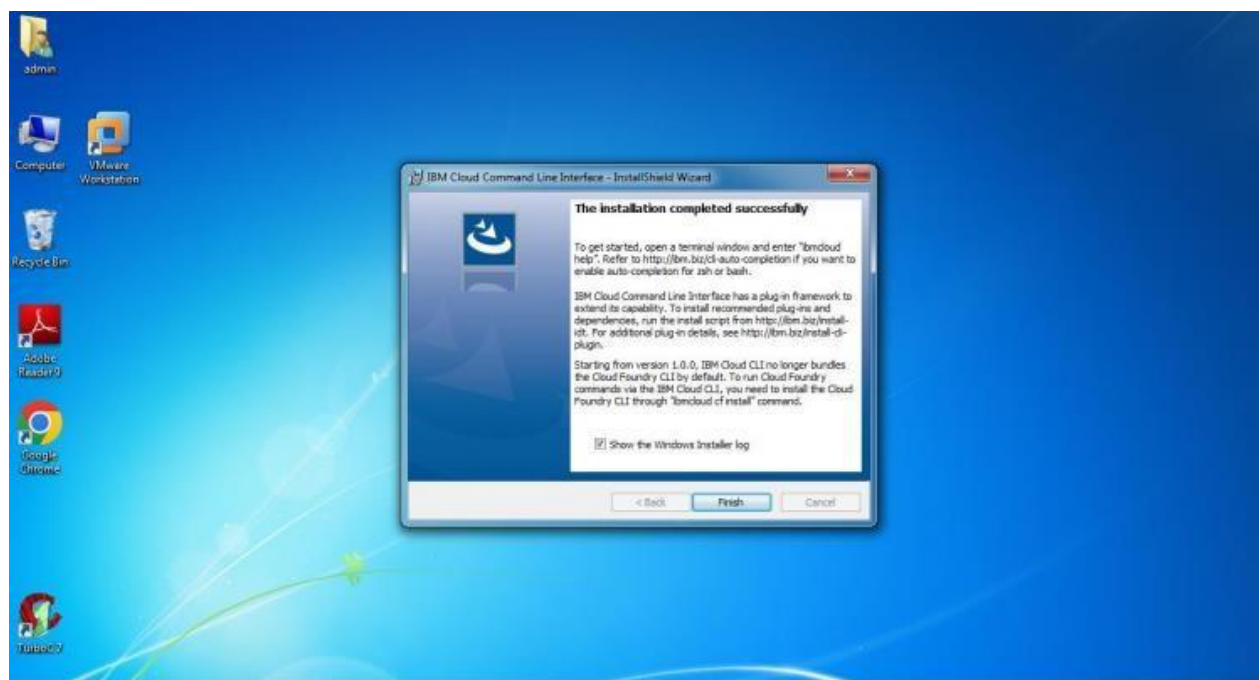 admin
Computer
VMware
Workstation
Recycle Bin
Adobe
Reader 9
Google
Chrome
TurboC 7
IBM Cloud Command Line Interface - InstallShield Wizard
The installation completed successfully
To get started, open a terminal window and enter "ibmcloud
help". Refer to http://ibm.biz/cli-auto-completion if you want to
enable auto-completion for zsh or bash.
IBM Cloud Command Line Interface has a plug-in framework to
extend its capability. To install recommended plug-ins and
dependencies, run the install script from http://ibm.biz/install-
idt. For additional plug-in details, see http://ibm.biz/install-cli-
plugin.
Starting from version 1.0.0, IBM Cloud CLI no longer bundles
the Cloud Foundry CLI by default. To run Cloud Foundry
commands via the IBM Cloud CLI, you need to install the Cloud
Foundry CLI through "ibmcloud cf install" command.
Show the Windows Installer log
< Back
Finish
Cancel